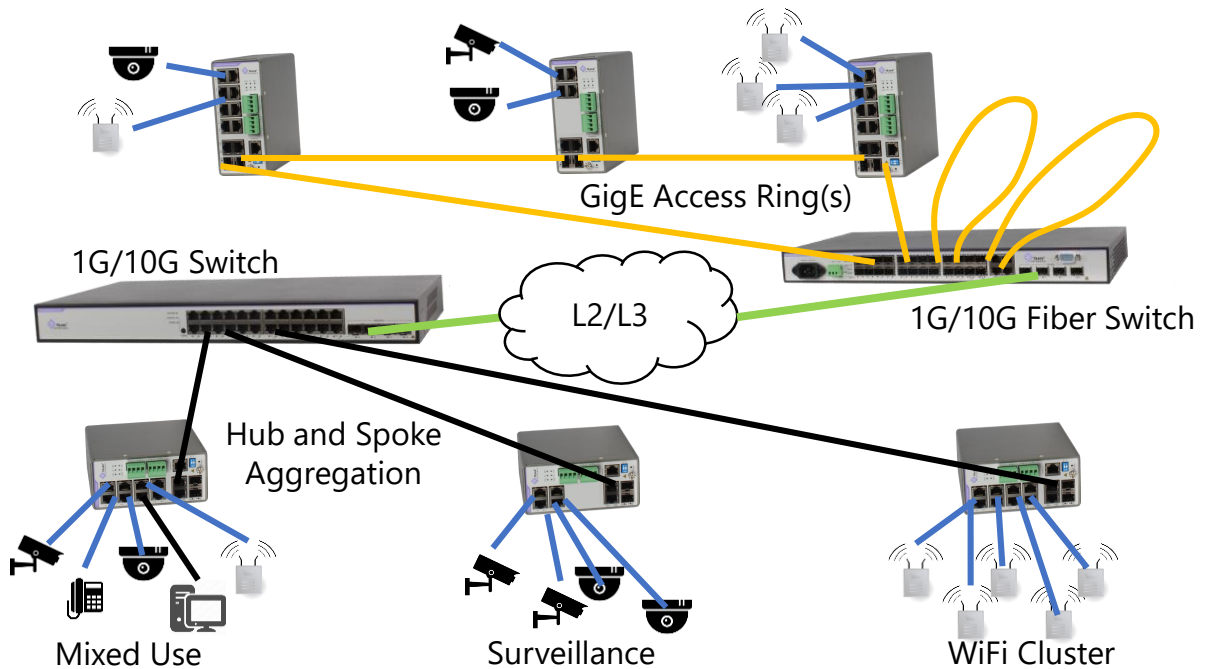 GigE Access Ring(s)
1G/10G Switch
L2/L3
1G/10G Fiber Switch
Hub and Spoke
Aggregation
Mixed Use
Surveillance
WiFi Cluster